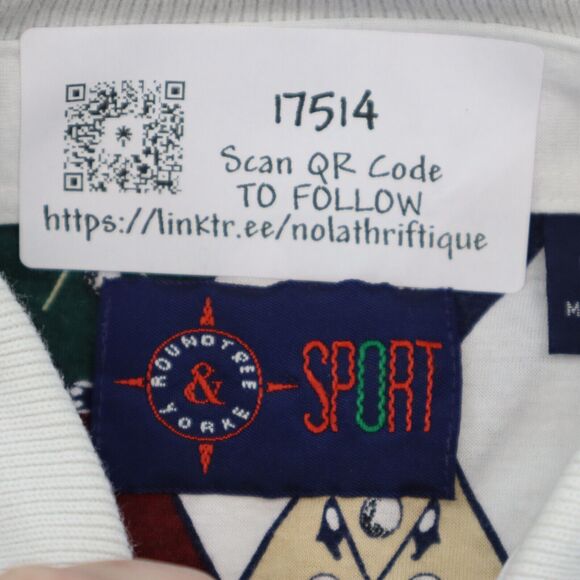 17514
Scan QR Code
TO FOLLOW
https://linktr.ee/nolathriftique
ROUNDTREE
&
YORKE
SPORT
M